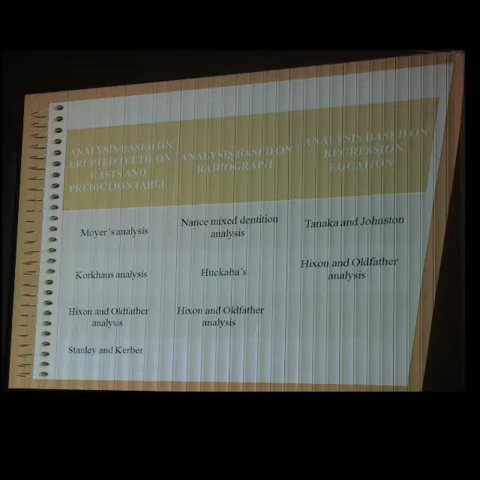 ANALYSIS BASED ON
ERUPTED TEETH ON
CASTS AND
PREDICTION TABLE
ANALYSIS BASED ON
RADIOGRAPH
ANALYSIS BASED ON
REGRESSION
EQUATION
Moyer's analysis
Nance mixed dentition
analysis
Tanaka and Johnston
Korkhaus analysis
Huckaba's
Hixon and Oldfather
analysis
Hixon and Oldfather
analysis
Hixon and Oldfather
analysis
Stanley and Kerber